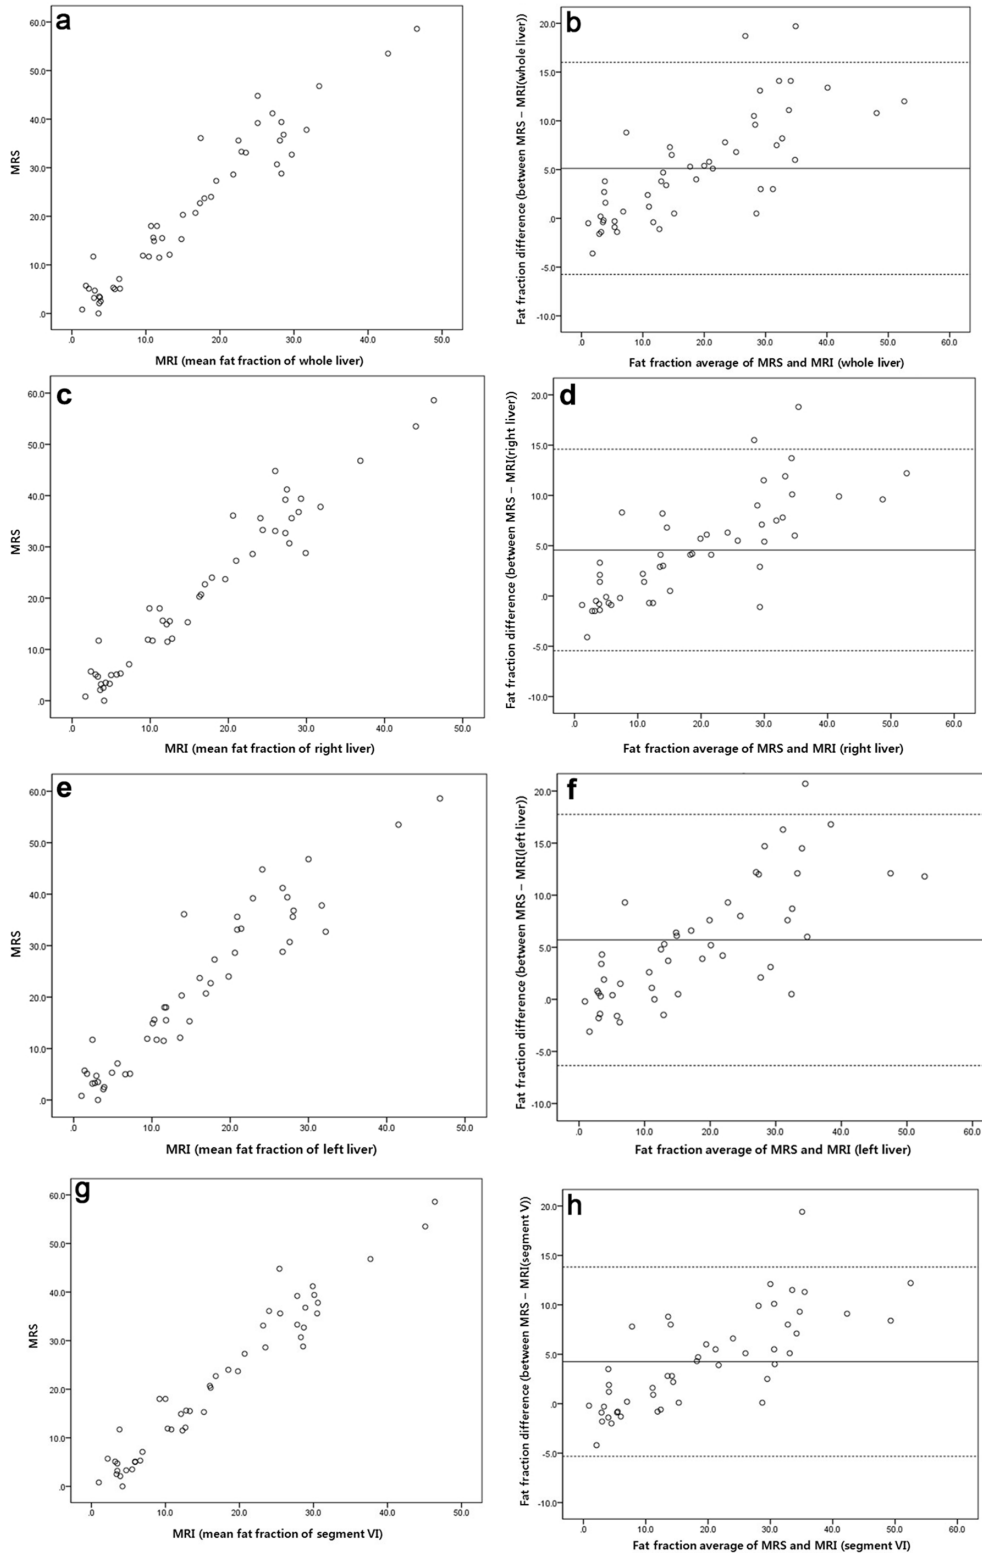 a
60.0
50.0
40.0
30.0
20.0
10.0
.0
MRS
.0 10.0 20.0 30.0 40.0 50.0
MRI (mean fat fraction of whole liver)
b
20.0
15.0
10.0
5.0
.0
-5.0
-10.0
Fat fraction difference (between MRS – MRI(whole liver))
.0 10.0 20.0 30.0 40.0 50.0 60.0
Fat fraction average of MRS and MRI (whole liver)
c
60.0
50.0
40.0
30.0
20.0
10.0
.0
MRS
.0 10.0 20.0 30.0 40.0 50.0
MRI (mean fat fraction of right liver)
d
20.0
15.0
10.0
5.0
.0
-5.0
-10.0
Fat fraction difference (between MRS – MRI(right liver))
.0 10.0 20.0 30.0 40.0 50.0 60.0
Fat fraction average of MRS and MRI (right liver)
e
60.0
50.0
40.0
30.0
20.0
10.0
.0
MRS
.0 10.0 20.0 30.0 40.0 50.0
MRI (mean fat fraction of left liver)
f
20.0
15.0
10.0
5.0
.0
-5.0
-10.0
Fat fraction difference (between MRS – MRI(left liver))
.0 10.0 20.0 30.0 40.0 50.0 60.0
Fat fraction average of MRS and MRI (left liver)
g
60.0
50.0
40.0
30.0
20.0
10.0
.0
MRS
.0 10.0 20.0 30.0 40.0 50.0
MRI (mean fat fraction of segment VI)
h
20.0
15.0
10.0
5.0
.0
-5.0
-10.0
Fat fraction difference (between MRS – MRI(segment V))
.0 10.0 20.0 30.0 40.0 50.0 60.0
Fat fraction average of MRS and MRI (segment VI)